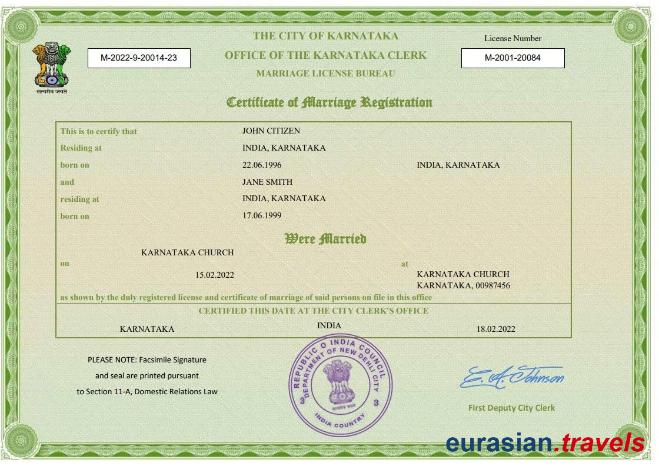 THE CITY OF KARNATAKA
License Number
M-2022-9-20014-23
OFFICE OF THE KARNATAKA CLERK
M-2001-20084
MARRIAGE LICENSE BUREAU
सत्यमेव जयते
Certificate of Marriage Registration
This is to certify that JOHN CITIZEN
Residing at INDIA, KARNATAKA
born on 22.06.1996 INDIA, KARNATAKA
and JANE SMITH
residing at INDIA, KARNATAKA
born on 17.06.1999
Were Married
KARNATAKA CHURCH
on at
15.02.2022
KARNATAKA CHURCH
KARNATAKA, 00987456
as shown by the duly registered license and certificate of marriage of said persons on file in this office
CERTIFIED THIS DATE AT THE CITY CLERK'S OFFICE
KARNATAKA INDIA 18.02.2022
PLEASE NOTE: Facsimile Signature
and seal are printed pursuant
to Section 11-A, Domestic Relations Law
REPUBLIC O INDIA COUNCIL
DEPARTMENT OF NEW DEHLI CITY
3 3
INDIA COUNTRY
E. A. Johnson
First Deputy City Clerk
eurasian.travels